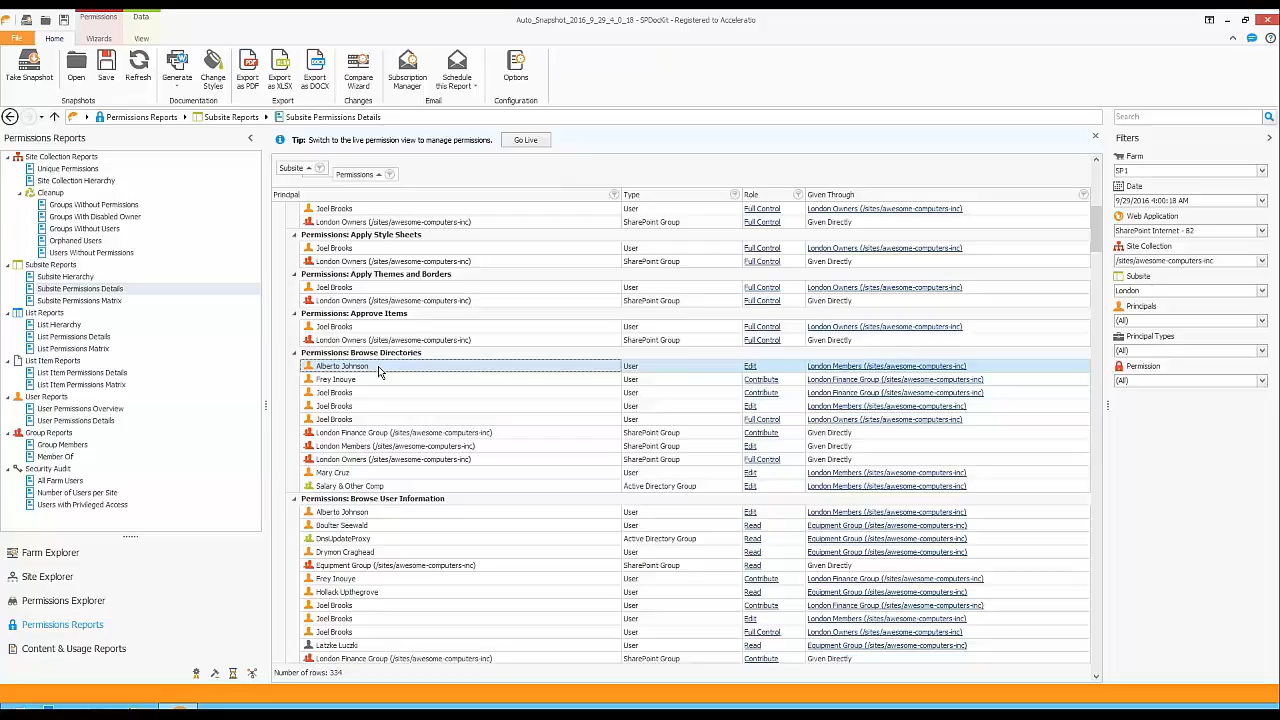 Permissions Data Auto_Snapshot_2016_9_29_4_0_18 - SPDocKit - Registered to Acceleratio
File Home Wizards View
Take Snapshot Open Save Refresh Generate Change Styles Export as PDF Export as XLSX Export as DOCX Compare Wizard Subscription Manager Schedule this Report Options
Snapshots Documentation Export Changes Email Configuration
Permissions Reports Subsite Reports Subsite Permissions Details Search
Permissions Reports
Site Collection Reports
Unique Permissions
Site Collection Hierarchy
Cleanup
Groups Without Permissions
Groups With Disabled Owner
Groups Without Users
Orphaned Users
Users Without Permissions
Subsite Reports
Subsite Hierarchy
Subsite Permissions Details
Subsite Permissions Matrix
List Reports
List Hierarchy
List Permissions Details
List Permissions Matrix
List Item Reports
List Item Permissions Details
List Item Permissions Matrix
User Reports
User Permissions Overview
User Permissions Details
Group Reports
Group Members
Member Of
Security Audit
All Farm Users
Number of Users per Site
Users with Privileged Access
Farm Explorer
Site Explorer
Permissions Explorer
Permissions Reports
Content & Usage Reports
Tip: Switch to the live permission view to manage permissions. Go Live
Subsite
Permissions
Principal Type Role Given Through
Joel Brooks User Full Control London Owners (/sites/awesome-computers-inc)
London Owners (/sites/awesome-computers-inc) SharePoint Group Full Control Given Directly
Permissions: Apply Style Sheets
Joel Brooks User Full Control London Owners (/sites/awesome-computers-inc)
London Owners (/sites/awesome-computers-inc) SharePoint Group Full Control Given Directly
Permissions: Apply Themes and Borders
Joel Brooks User Full Control London Owners (/sites/awesome-computers-inc)
London Owners (/sites/awesome-computers-inc) SharePoint Group Full Control Given Directly
Permissions: Approve Items
Joel Brooks User Full Control London Owners (/sites/awesome-computers-inc)
London Owners (/sites/awesome-computers-inc) SharePoint Group Full Control Given Directly
Permissions: Browse Directories
Alberto Johnson User Edit London Members (/sites/awesome-computers-inc)
Frey Inouye User Contribute London Finance Group (/sites/awesome-computers-inc)
Joel Brooks User Contribute London Finance Group (/sites/awesome-computers-inc)
Joel Brooks User Edit London Members (/sites/awesome-computers-inc)
Joel Brooks User Full Control London Owners (/sites/awesome-computers-inc)
London Finance Group (/sites/awesome-computers-inc) SharePoint Group Contribute Given Directly
London Members (/sites/awesome-computers-inc) SharePoint Group Edit Given Directly
London Owners (/sites/awesome-computers-inc) SharePoint Group Full Control Given Directly
Mary Cruz User Edit London Members (/sites/awesome-computers-inc)
Salary & Other Comp Active Directory Group Edit London Members (/sites/awesome-computers-inc)
Permissions: Browse User Information
Alberto Johnson User Edit London Members (/sites/awesome-computers-inc)
Boulter Seewald User Read Equipment Group (/sites/awesome-computers-inc)
DnsUpdateProxy Active Directory Group Read Equipment Group (/sites/awesome-computers-inc)
Drymon Craghead User Read Equipment Group (/sites/awesome-computers-inc)
Equipment Group (/sites/awesome-computers-inc) SharePoint Group Read Given Directly
Frey Inouye User Contribute London Finance Group (/sites/awesome-computers-inc)
Hollack Upthegrove User Read Equipment Group (/sites/awesome-computers-inc)
Joel Brooks User Contribute London Finance Group (/sites/awesome-computers-inc)
Joel Brooks User Edit London Members (/sites/awesome-computers-inc)
Joel Brooks User Full Control London Owners (/sites/awesome-computers-inc)
Latzke Luczki User Read Equipment Group (/sites/awesome-computers-inc)
London Finance Group (/sites/awesome-computers-inc) SharePoint Group Contribute Given Directly
Number of rows: 334
Filters
Farm
SP1
Date
9/29/2016 4:00:18 AM
Web Application
SharePoint Internet - 82
Site Collection
/sites/awesome-computers-inc
Subsite
London
Principals
(All)
Principal Types
(All)
Permission
(All)